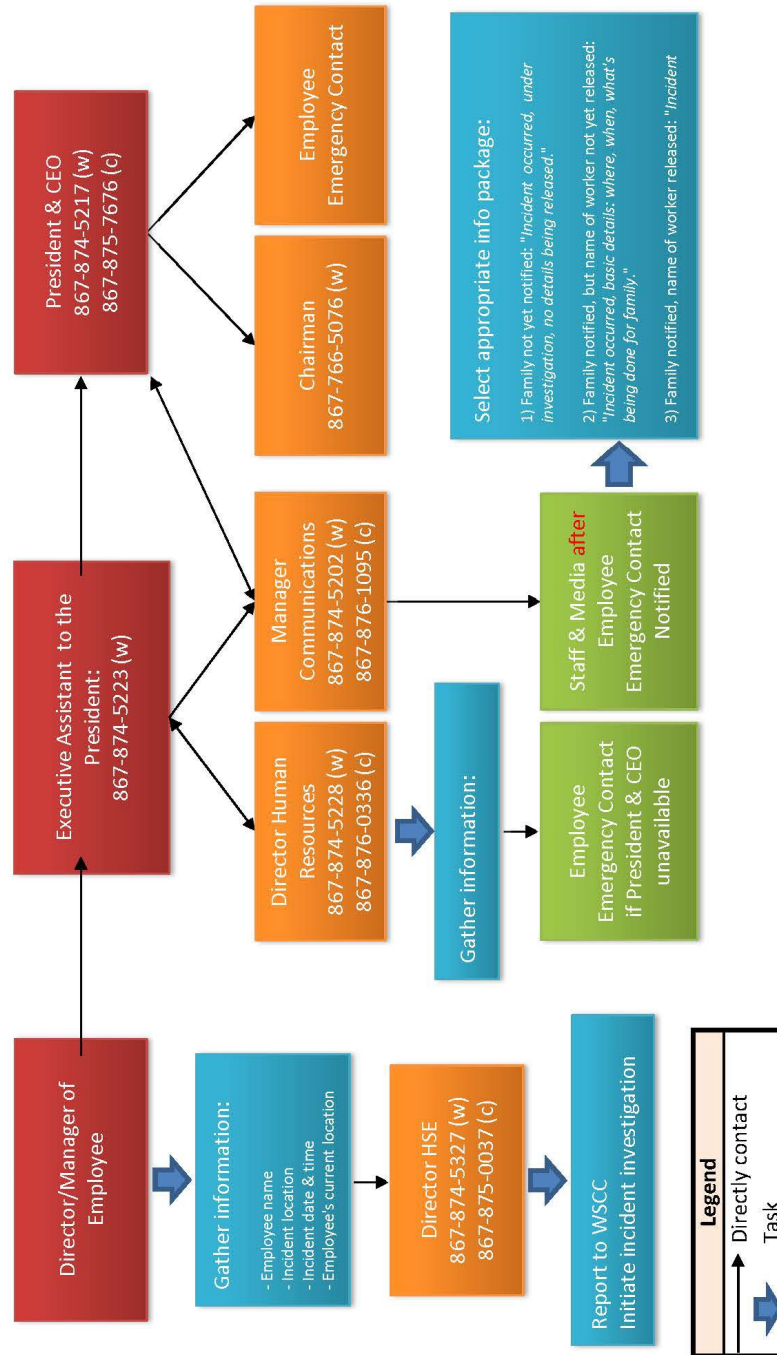 Director/Manager of
Employee
Executive Assistant to the
President:
867-874-5223 (w)
President & CEO
867-874-5217 (w)
867-875-7676 (c)
Gather information:
- Employee name
- Incident location
- Incident date & time
- Employee's current location
Director Human
Resources
867-874-5228 (w)
867-876-0336 (c)
Manager
Communications
867-874-5202 (w)
867-876-1095 (c)
Chairman
867-766-5076 (w)
Employee
Emergency Contact
Director HSE
867-874-5327 (w)
867-875-0037 (c)
Gather information:
Employee
Emergency Contact
if President & CEO
unavailable
Staff & Media after
Employee
Emergency Contact
Notified
Select appropriate info package:
1) Family not yet notified: "Incident occurred, under
investigation, no details being released."
2) Family notified, but name of worker not yet released:
"Incident occurred, basic details: where, when, what's
being done for family."
3) Family notified, name of worker released: "Incident
Report to WSCC
Initiate incident investigation
Legend
Directly contact
Task